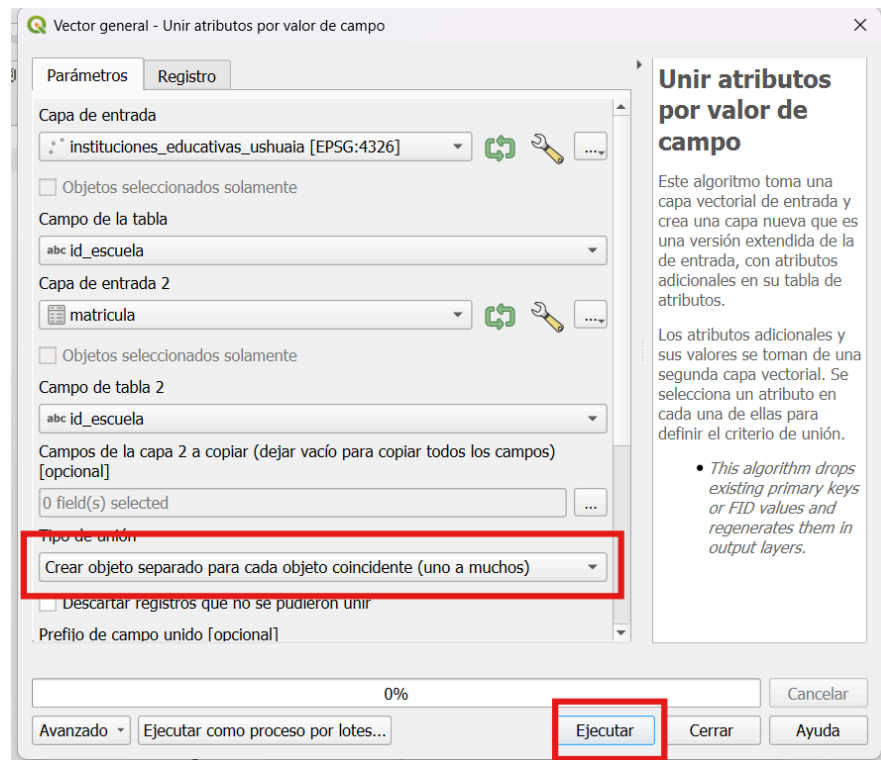 Vector general - Unir atributos por valor de campo
Parámetros
Registro
Capa de entrada
instituciones_educativas_ushuaia [EPSG:4326]
...
Objetos seleccionados solamente
Campo de la tabla
abc id_escuela
Capa de entrada 2
matricula
...
Objetos seleccionados solamente
Campo de tabla 2
abc id_escuela
Campos de la capa 2 a copiar (dejar vacío para copiar todos los campos)
[opcional]
0 field(s) selected
...
Tipo de unión
Crear objeto separado para cada objeto coincidente (uno a muchos)
Descartar registros que no se pudieron unir
Prefijo de campo unido [opcional]
Unir atributos
por valor de
campo
Este algoritmo toma una
capa vectorial de entrada y
crea una capa nueva que es
una versión extendida de la
de entrada, con atributos
adicionales en su tabla de
atributos.
Los atributos adicionales y
sus valores se toman de una
segunda capa vectorial. Se
selecciona un atributo en
cada una de ellas para
definir el criterio de unión.
• This algorithm drops
existing primary keys
or FID values and
regenerates them in
output layers.
0%
Cancelar
Avanzado
Ejecutar como proceso por lotes...
Ejecutar
Cerrar
Ayuda